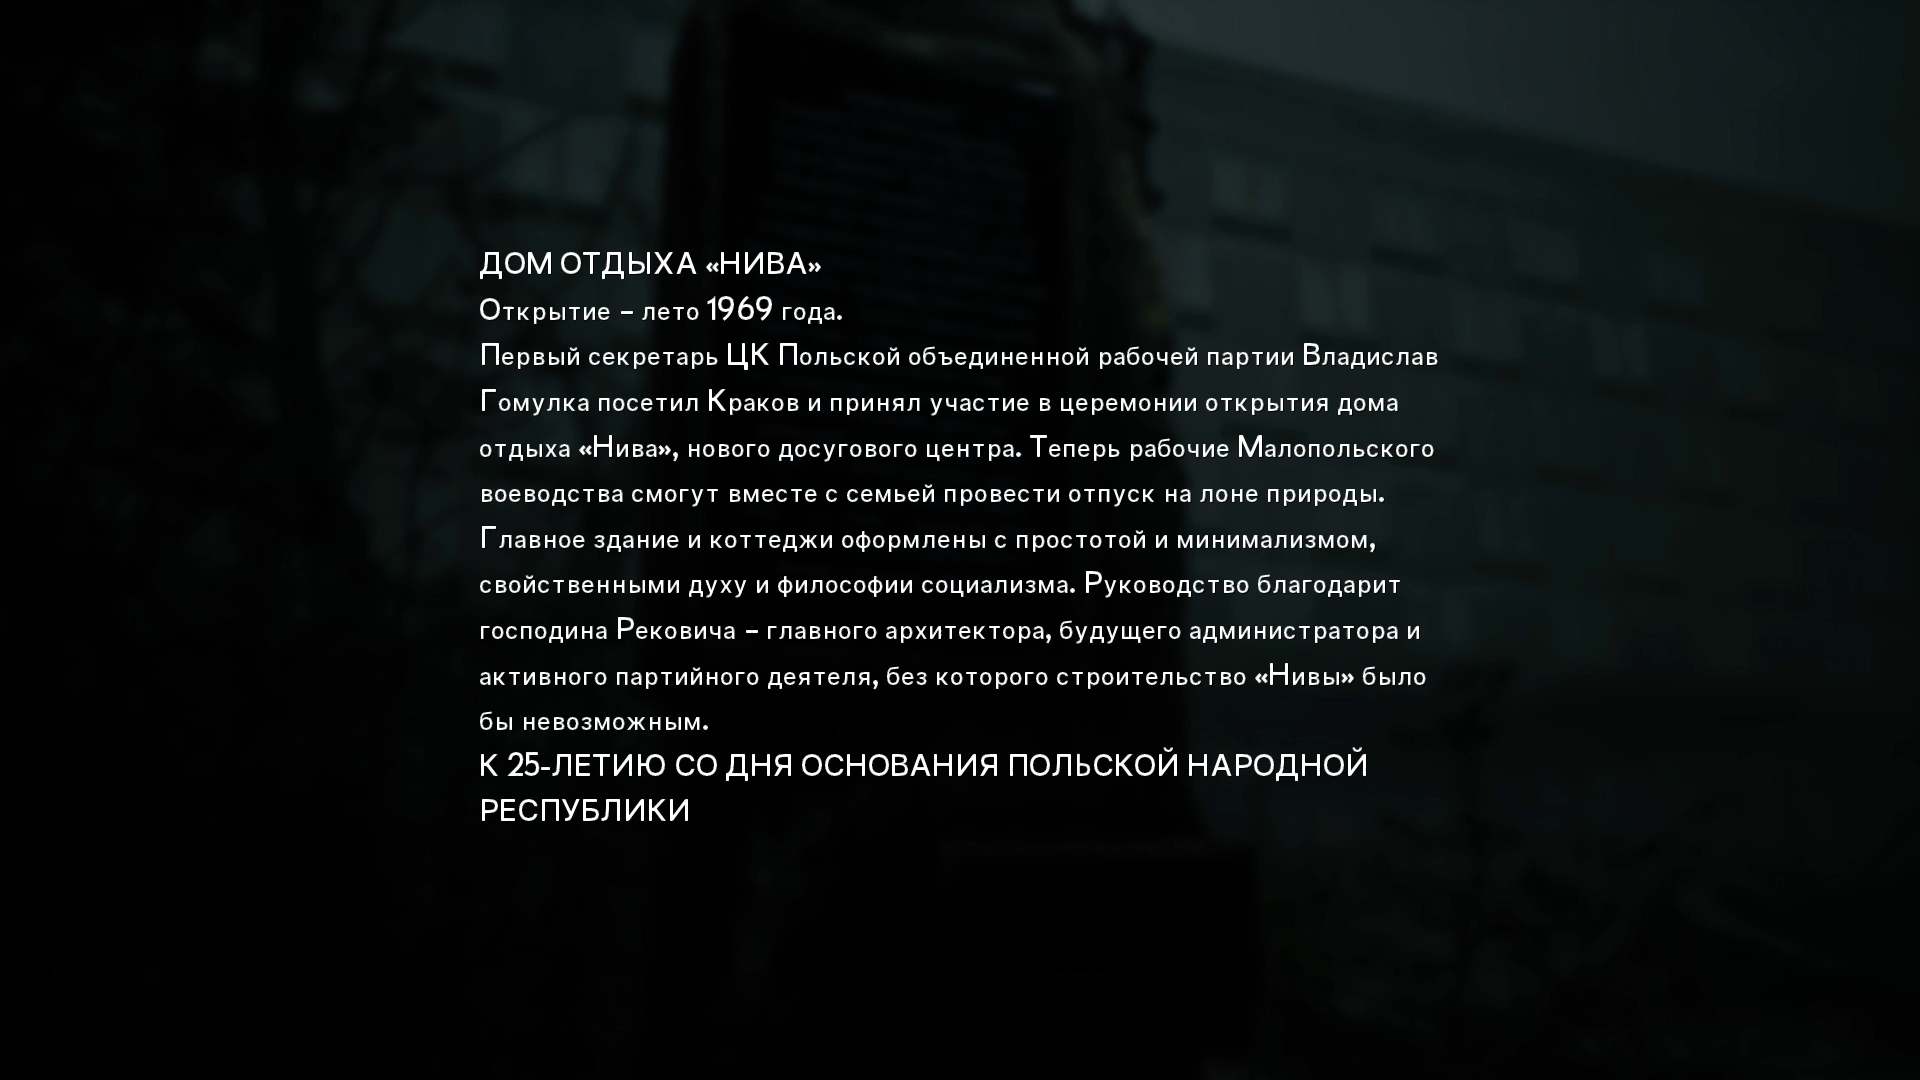 ДОМ ОТДЫХА «НИВА»
Открытие – лето 1969 года.
Первый секретарь ЦК Польской объединенной рабочей партии Владислав
Гомулка посетил Краков и принял участие в церемонии открытия дома
отдыха «Нива», нового досугового центра. Теперь рабочие Малопольского
воеводства смогут вместе с семьей провести отпуск на лоне природы.
Главное здание и коттеджи оформлены с простотой и минимализмом,
свойственными духу и философии социализма. Руководство благодарит
господина Рековича – главного архитектора, будущего администратора и
активного партийного деятеля, без которого строительство «Нивы» было
бы невозможным.
К 25-ЛЕТИЮ СО ДНЯ ОСНОВАНИЯ ПОЛЬСКОЙ НАРОДНОЙ
РЕСПУБЛИКИ